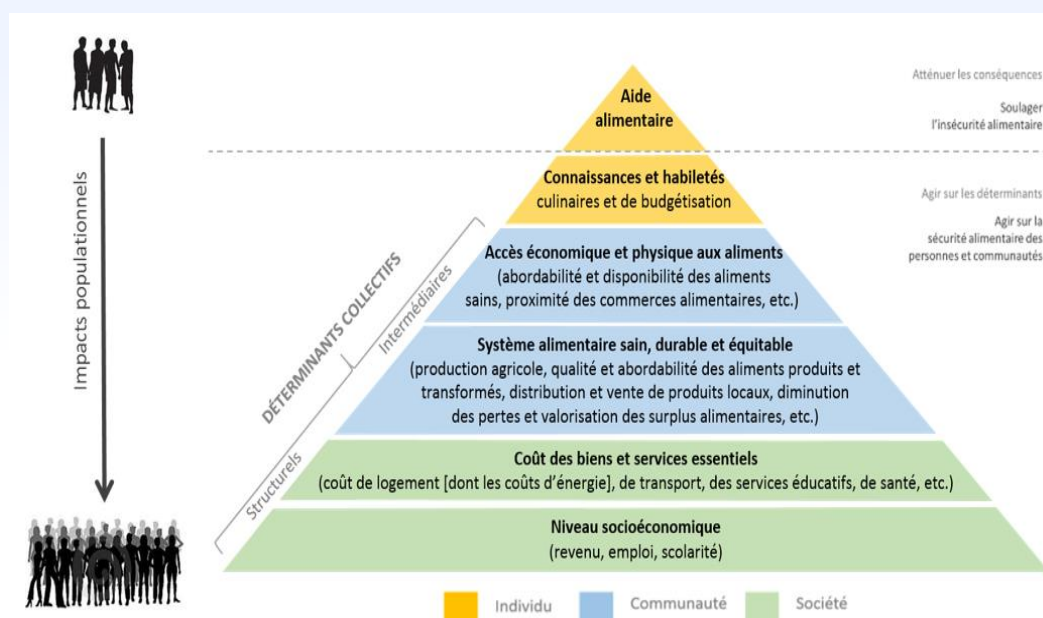 Atténuer les conséquences
Soulager
l'insécurité alimentaire
Aide
alimentaire
Connaissances et habiletés
culinaires et de budgétisation
Agir sur les déterminants
Agir sur la
sécurité alimentaire des
personnes et communautés
Accès économique et physique aux aliments
(abordabilité et disponibilité des aliments
sains, proximité des commerces alimentaires, etc.)
Système alimentaire sain, durable et équitable
(production agricole, qualité et abordabilité des aliments produits et
transformés, distribution et vente de produits locaux, diminution
des pertes et valorisation des surplus alimentaires, etc.)
Coût des biens et services essentiels
(coût de logement [dont les coûts d'énergie], de transport, des services éducatifs, de santé, etc.)
Niveau socioéconomique
(revenu, emploi, scolarité)
Impacts populationnels
DÉTERMINANTS COLLECTIFS
Intermédiaires
Structurels
Individu
Communauté
Société